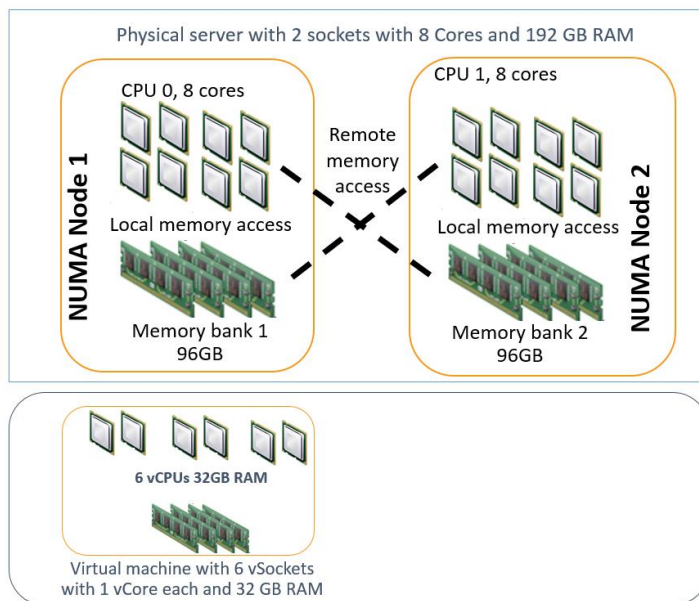 Physical server with 2 sockets with 8 Cores and 192 GB RAM
NUMA Node 1
CPU 0, 8 cores
Local memory access
Memory bank 1
96GB
Remote
memory
access
CPU 1, 8 cores
Local memory access
Memory bank 2
96GB
NUMA Node 2
6 vCPUs 32GB RAM
Virtual machine with 6 vSockets
with 1 vCore each and 32 GB RAM